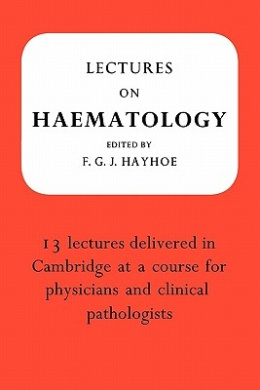 LECTURES
ON
HAEMATOLOGY
EDITED BY
F. G. J. HAYHOE
13 lectures delivered in
Cambridge at a course for
physicians and clinical
pathologists